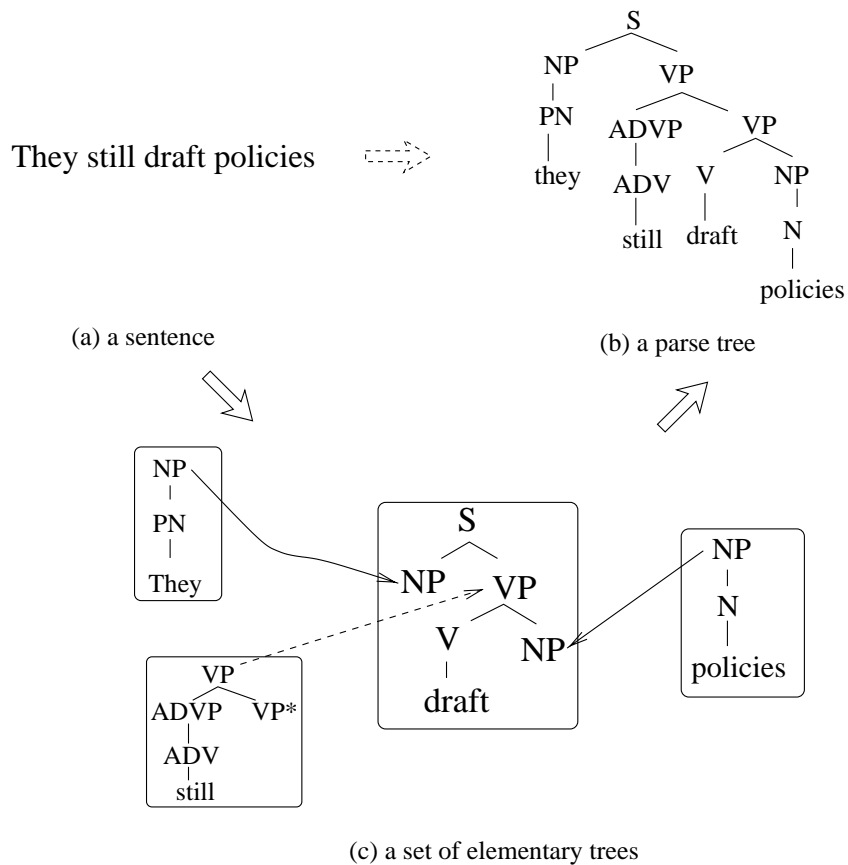 S
NP VP
PN ADVP VP
They still draft policies
they ADV V NP
still draft N
policies
(a) a sentence
(b) a parse tree
NP
PN
They
S
NP VP
V NP
draft
NP
N
policies
VP
ADVP VP*
ADV
still
(c) a set of elementary trees